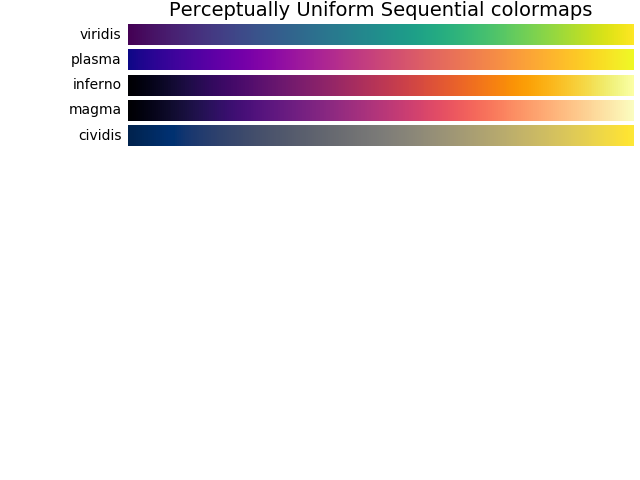 Perceptually Uniform Sequential colormaps
viridis
plasma
inferno
magma
cividis